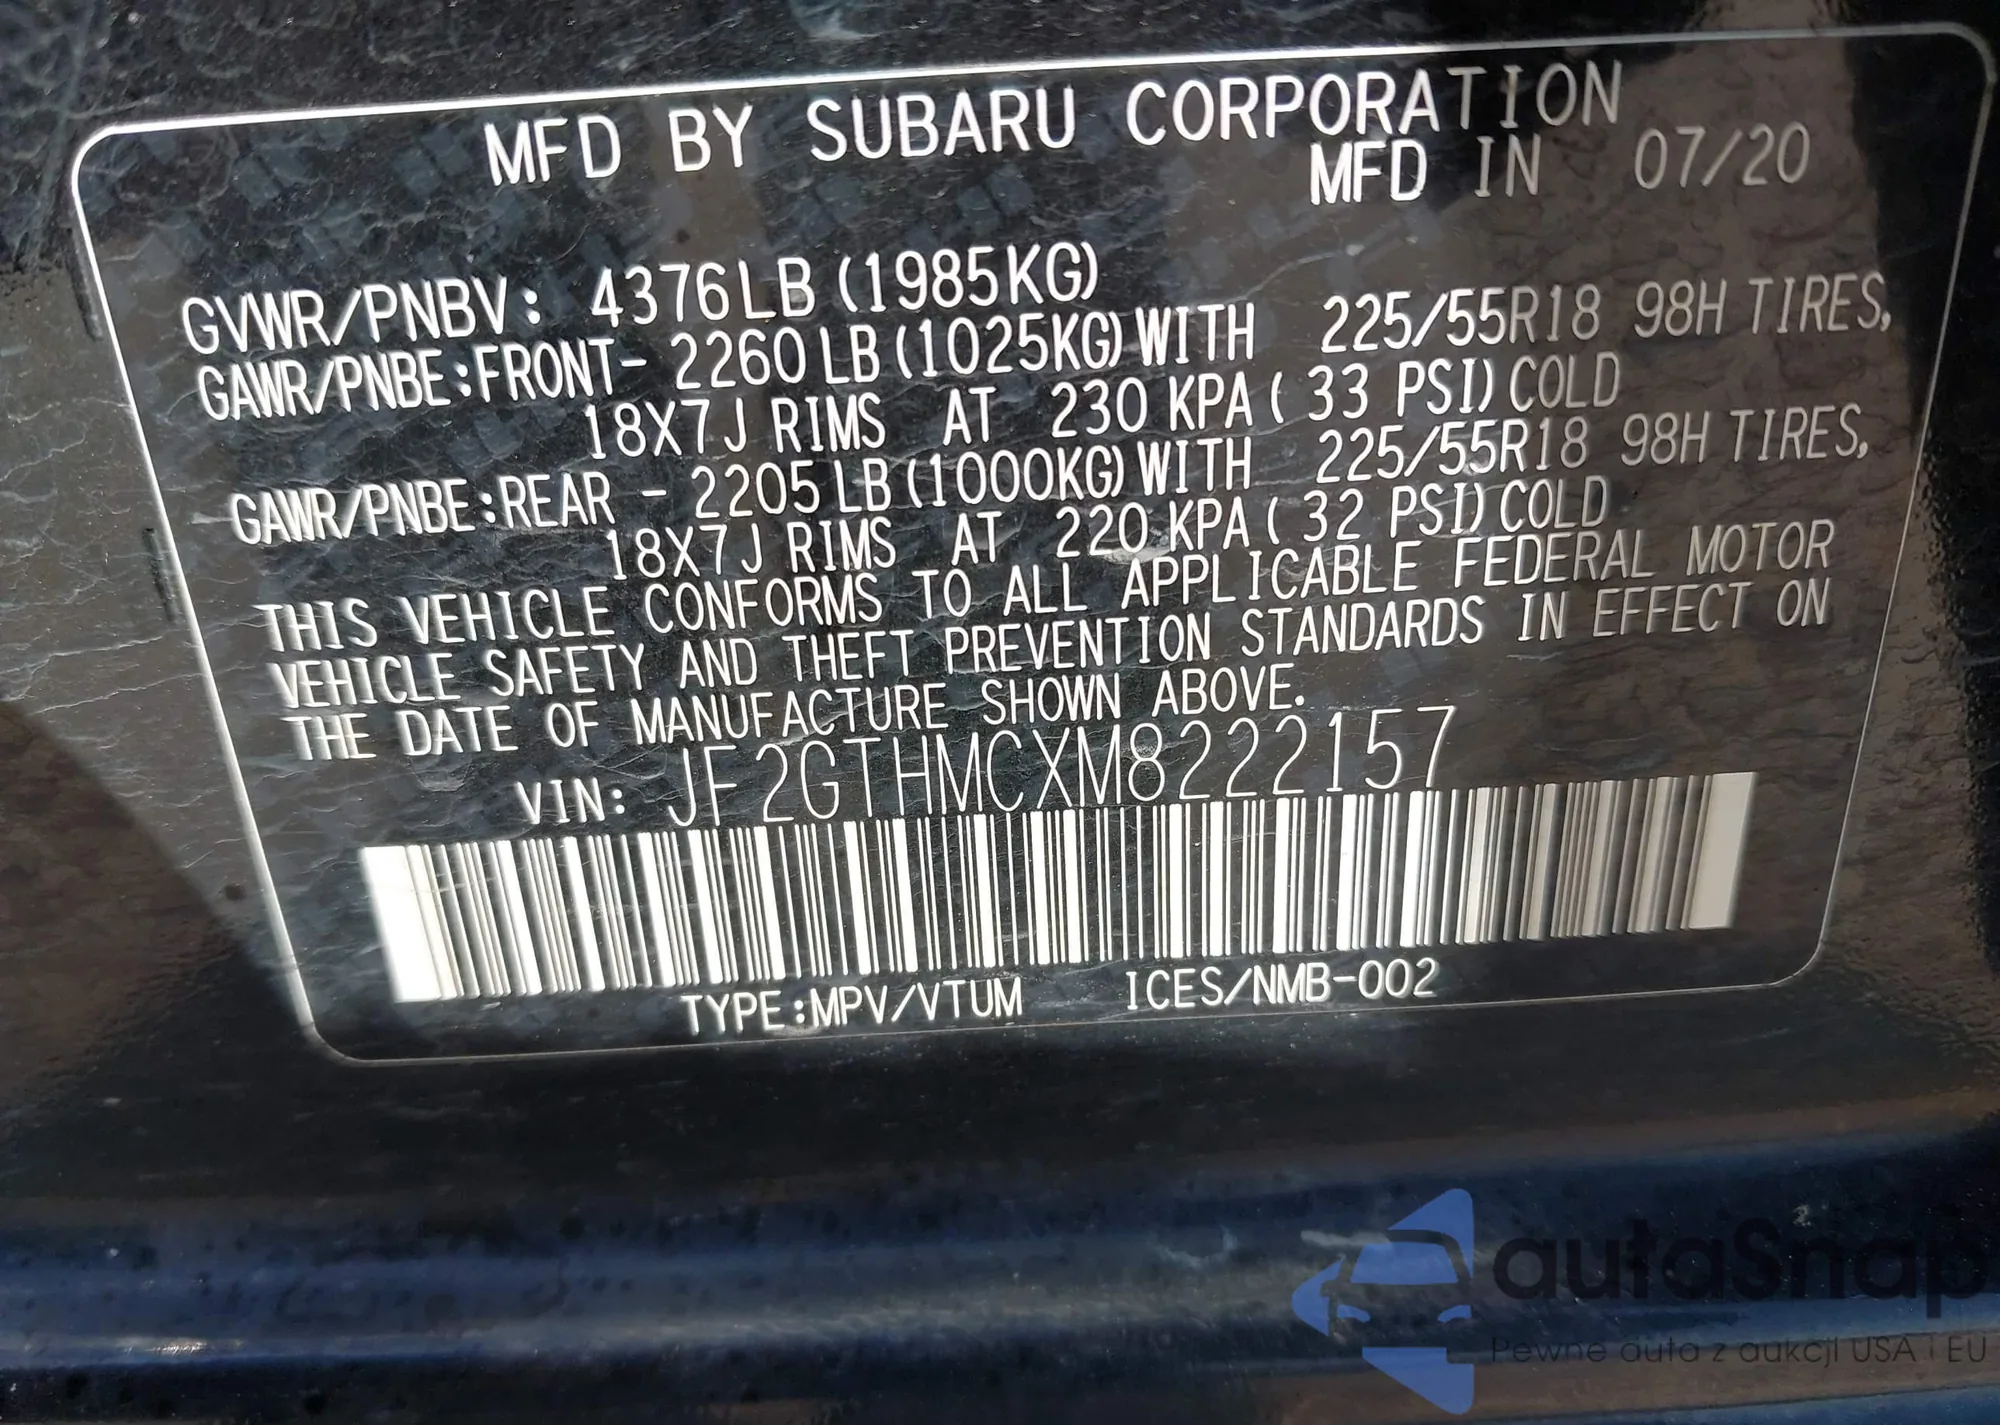 MFD BY SUBARU CORPORATION
MFD IN 07/20
GVWR/PNBV: 4376LB (1985KG)
GAWR/PNBE:FRONT- 2260LB (1025KG) WITH 225/55R18 98H TIRES,
18X7J RIMS AT 230 KPA ( 33 PSI) COLD
GAWR/PNBE:REAR - 2205LB (1000KG) WITH 225/55R18 98H TIRES,
18X7J RIMS AT 220 KPA ( 32 PSI) COLD
THIS VEHICLE CONFORMS TO ALL APPLICABLE FEDERAL MOTOR
VEHICLE SAFETY AND THEFT PREVENTION STANDARDS IN EFFECT ON
THE DATE OF MANUFACTURE SHOWN ABOVE.
VIN: JF2GTHMCXM8222157
TYPE:MPV/VTUM ICES/NMB-002
autaSnap
Pewne auta z aukcji USA i EU